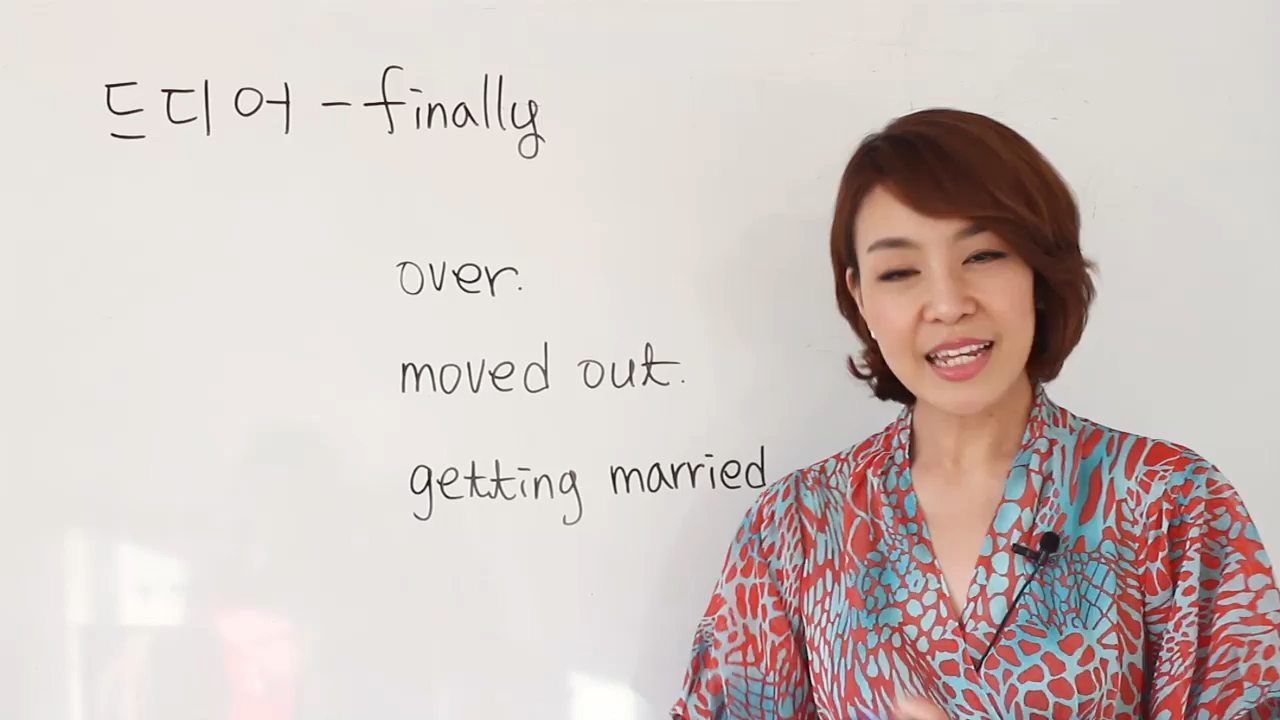 드디어 - finally
over.
moved out.
getting married